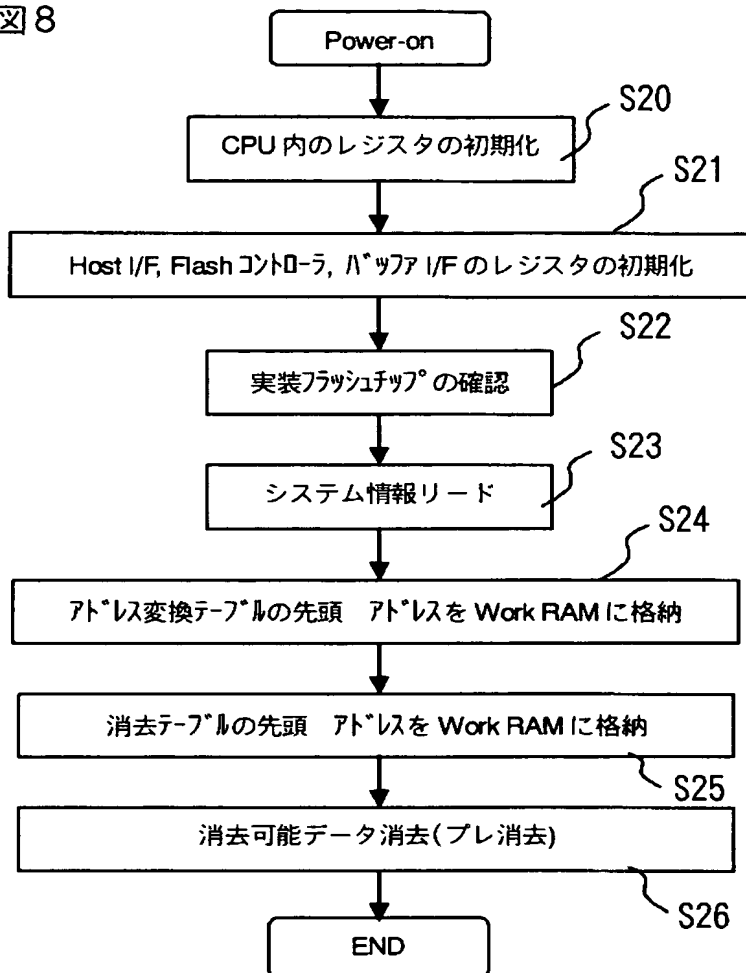 図8
Power-on
S20
CPU 内のレジスタの初期化
S21
Host I/F, Flash ｺﾝﾄﾛｰﾗ, ﾊﾞｯﾌｧ I/F のレジスタの初期化
S22
実装ﾌﾗｯｼｭﾁｯﾌﾟの確認
S23
システム情報リード
S24
ｱﾄﾞﾚｽ変換ﾃｰﾌﾞﾙの先頭　ｱﾄﾞﾚｽを Work RAM に格納
消去ﾃｰﾌﾞﾙの先頭　ｱﾄﾞﾚｽを Work RAM に格納
S25
消去可能データ消去(プレ消去)
S26
END